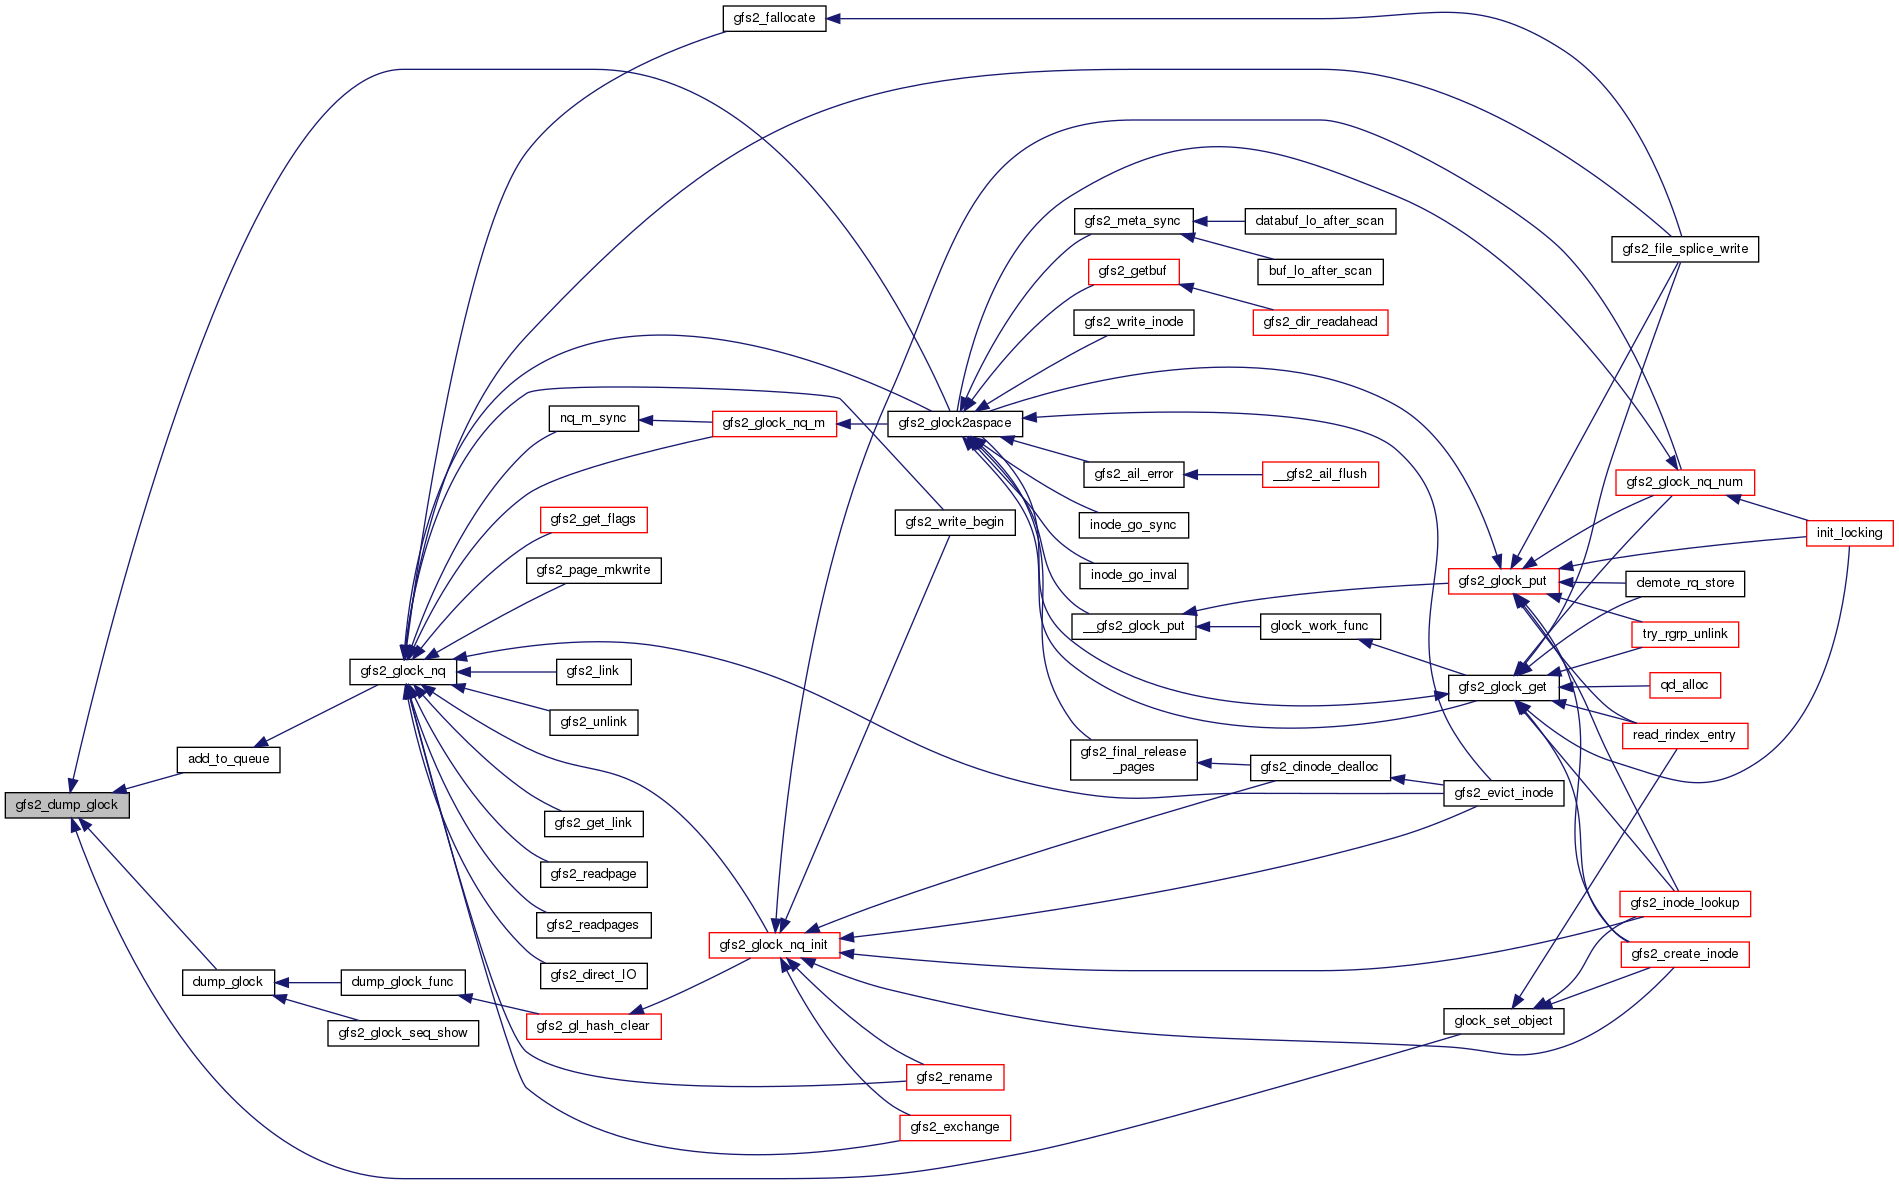 gfs2_fallocate
gfs2_meta_sync
databuf_lo_after_scan
gfs2_file_splice_write
gfs2_getbuf
buf_lo_after_scan
gfs2_write_inode
gfs2_dir_readahead
nq_m_sync
gfs2_glock_nq_m
gfs2_glock2aspace
gfs2_ail_error
__gfs2_ail_flush
gfs2_glock_nq_num
gfs2_get_flags
gfs2_write_begin
inode_go_sync
init_locking
gfs2_page_mkwrite
inode_go_inval
gfs2_glock_put
demote_rq_store
__gfs2_glock_put
glock_work_func
try_rgrp_unlink
gfs2_glock_nq
gfs2_link
gfs2_glock_get
qd_alloc
gfs2_unlink
read_rindex_entry
add_to_queue
gfs2_final_release
_pages
gfs2_dinode_dealloc
gfs2_evict_inode
gfs2_dump_glock
gfs2_get_link
gfs2_readpage
gfs2_inode_lookup
gfs2_readpages
gfs2_glock_nq_init
gfs2_create_inode
gfs2_direct_IO
dump_glock
dump_glock_func
gfs2_gl_hash_clear
glock_set_object
gfs2_glock_seq_show
gfs2_rename
gfs2_exchange